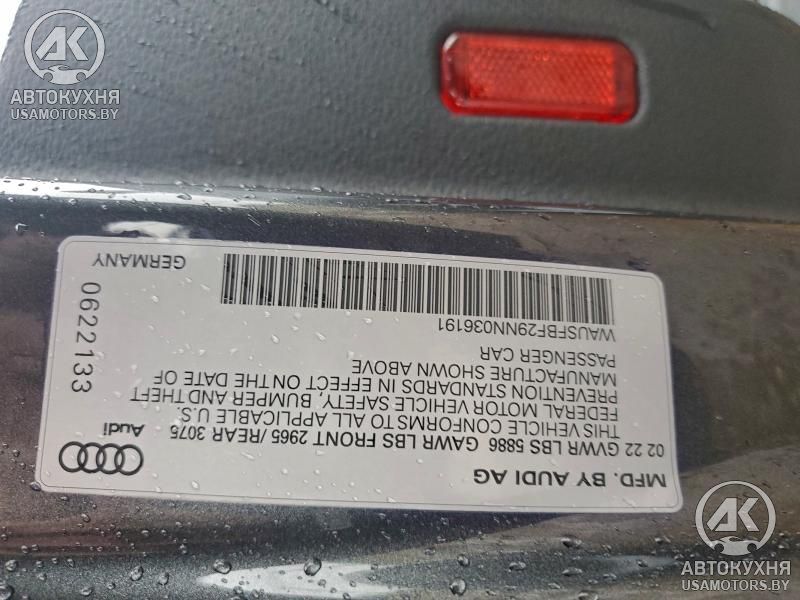 MFD. BY AUDI AG
02 22 GVWR LBS 5886 GAWR LBS FRONT 2965 /REAR 3075
THIS VEHICLE CONFORMS TO ALL APPLICABLE U.S.
FEDERAL MOTOR VEHICLE SAFETY, BUMPER AND THEFT
PREVENTION STANDARDS IN EFFECT ON THE DATE OF
MANUFACTURE SHOWN ABOVE
PASSENGER CAR
WAUSFBF29NN036191
Audi
0622133
GERMANY
АК
АВТОКУХНЯ
USAMOTORS.BY
АК
АВТОКУХНЯ
USAMOTORS.BY